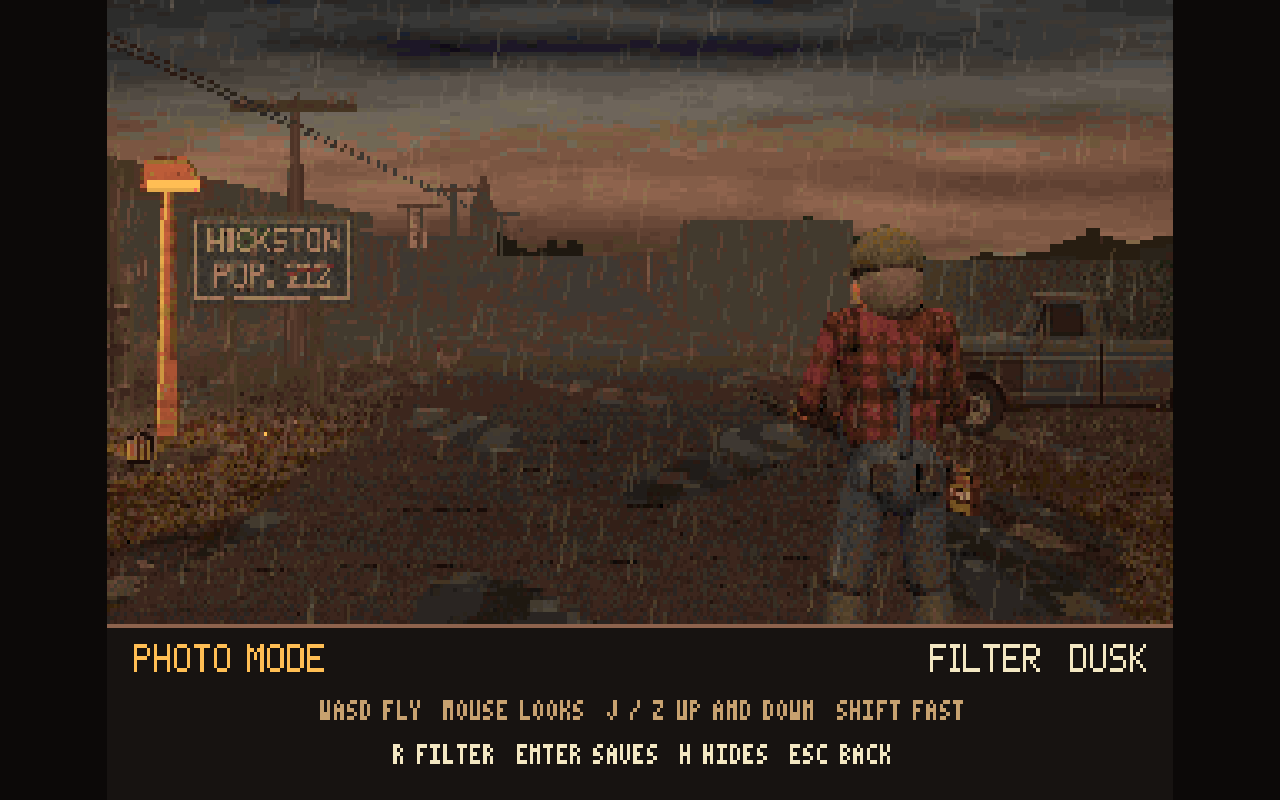 HICKSTON
POP. 212
PHOTO MODE
FILTER DUSK
WASD FLY MOUSE LOOKS J / Z UP AND DOWN SHIFT FAST
R FILTER ENTER SAVES H HIDES ESC BACK